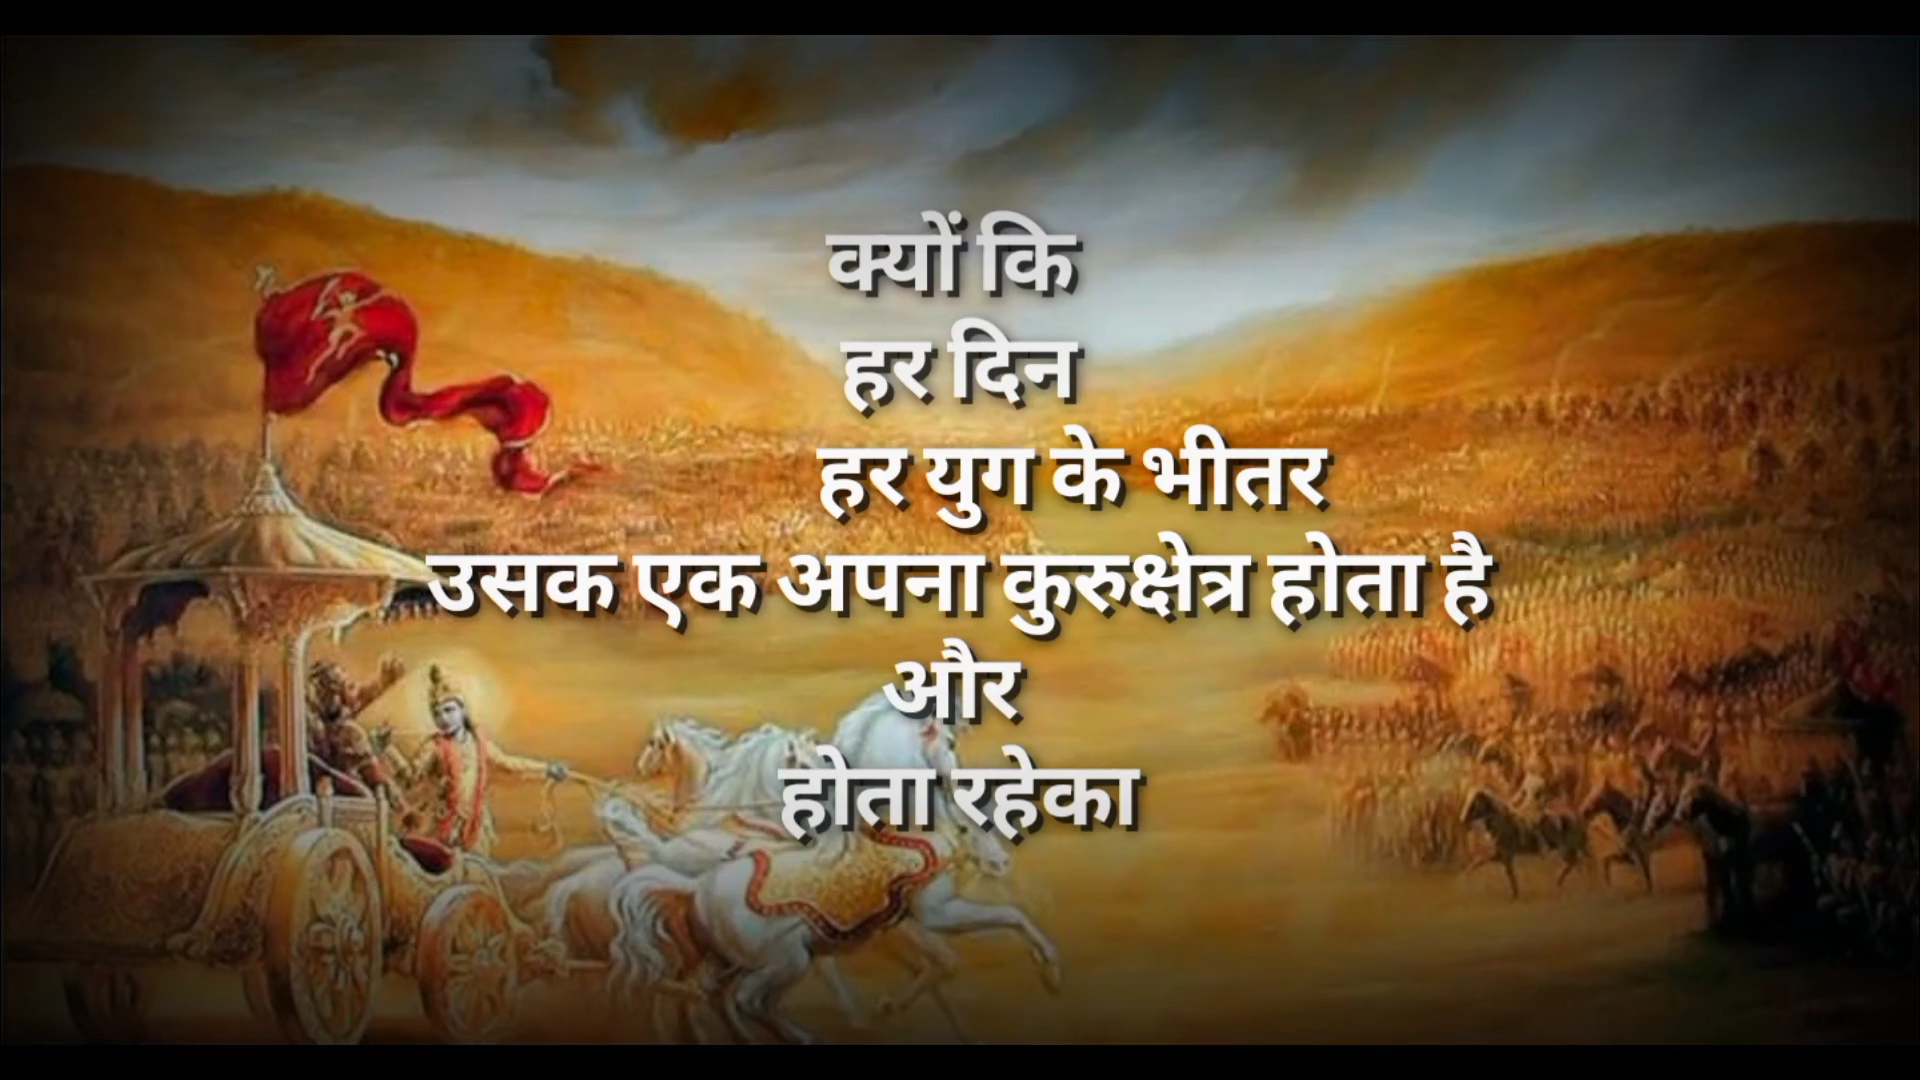 क्यों कि
हर दिन
हर युग के भीतर
उसक एक अपना कुरुक्षेत्र होता है
और
होता रहेका